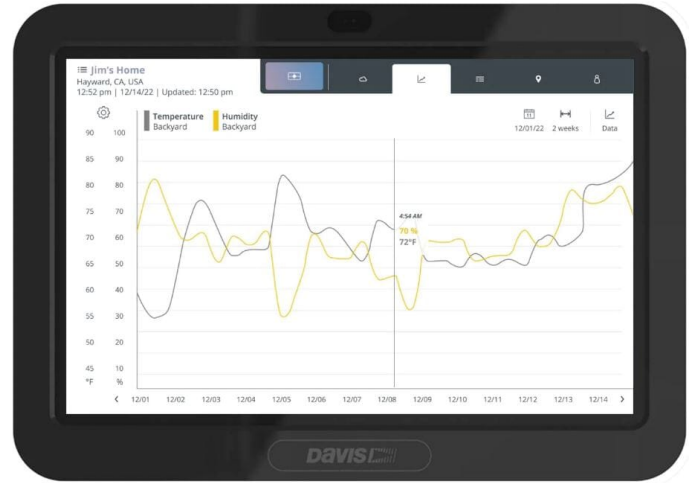 Jim's Home
Hayward, CA, USA
12:52 pm | 12/14/22 | Updated: 12:50 pm
Temperature
Backyard
Humidity
Backyard
12/01/22 2 weeks Data
90 100
85 90
80 80
75 70
70 60
65 50
60 40
55 30
50 20
45 10
°F %
4:54 AM
70 %
72°F
12/01 12/02 12/03 12/04 12/05 12/06 12/07 12/08 12/09 12/10 12/11 12/12 12/13 12/14
DAVIS